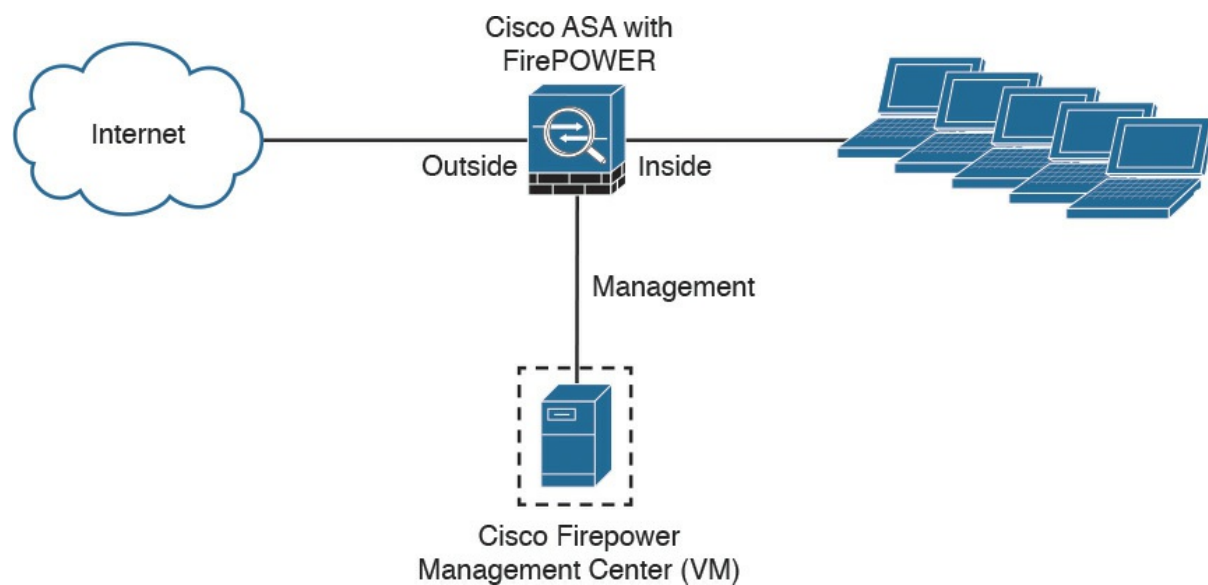 Cisco ASA with
FirePOWER
Internet
Outside
Inside
Management
Cisco Firepower
Management Center (VM)